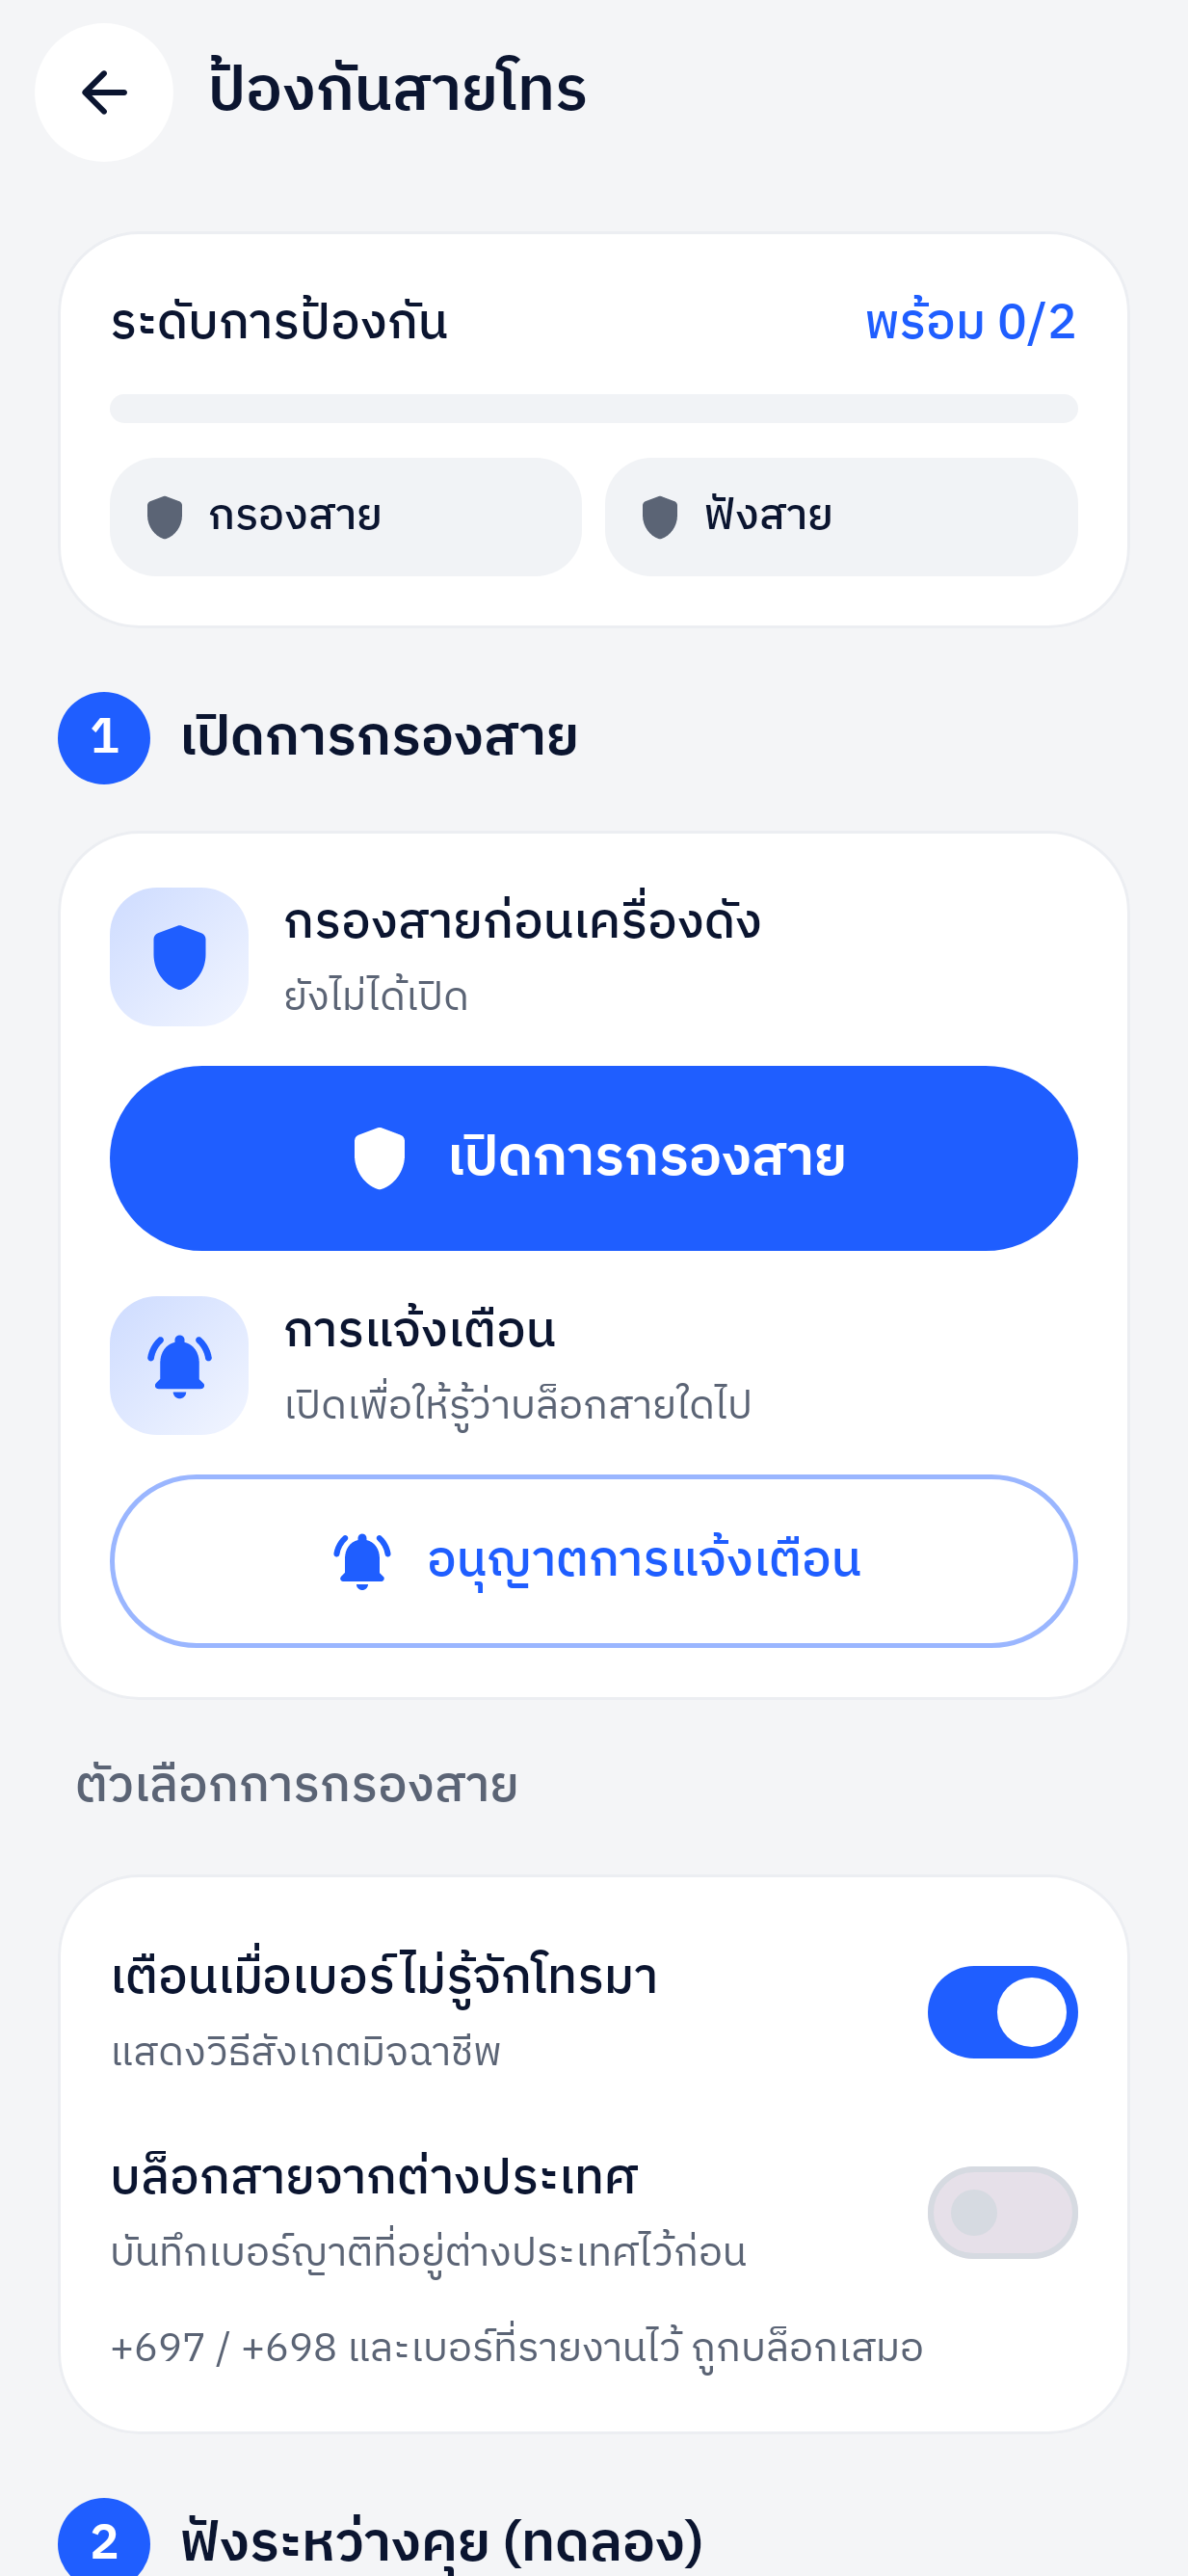 ป้องกันสายโทร
ระดับการป้องกัน
พร้อม 0/2
กรองสาย
ฟังสาย
1
เปิดการกรองสาย
กรองสายก่อนเครื่องดัง
ยังไม่ได้เปิด
เปิดการกรองสาย
การแจ้งเตือน
เปิดเพื่อให้รู้ว่าบล็อกสายใดไป
อนุญาตการแจ้งเตือน
ตัวเลือกการกรองสาย
เตือนเมื่อเบอร์ไม่รู้จักโทรมา
แสดงวิธีสังเกตมิจฉาชีพ
บล็อกสายจากต่างประเทศ
บันทึกเบอร์ญาติที่อยู่ต่างประเทศไว้ก่อน
+697 / +698 และเบอร์ที่รายงานไว้ ถูกบล็อกเสมอ
2
ฟังระหว่างคุย (ทดลอง)